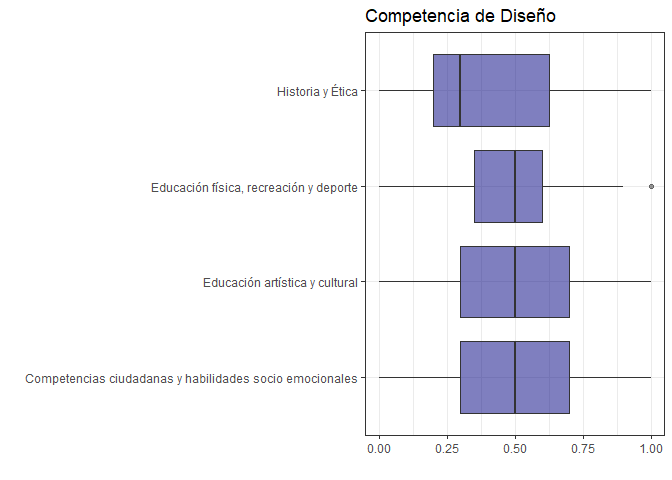 Competencia de Diseño
Historia y Ética
Educación física, recreación y deporte
Educación artística y cultural
Competencias ciudadanas y habilidades socio emocionales
0.00 0.25 0.50 0.75 1.00